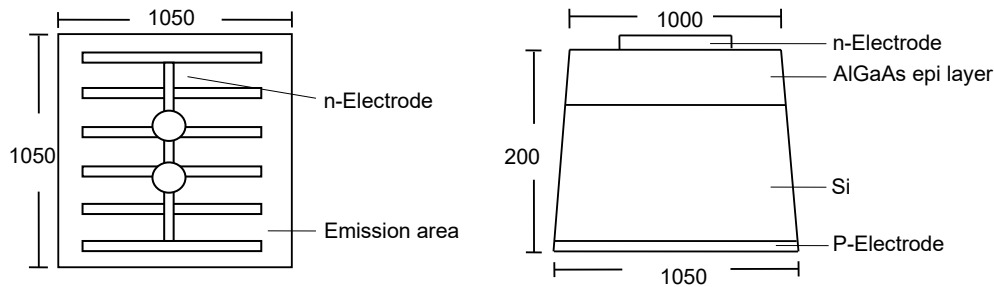 1050
1050
n-Electrode
Emission area
1000
n-Electrode
AlGaAs epi layer
200
Si
P-Electrode
1050